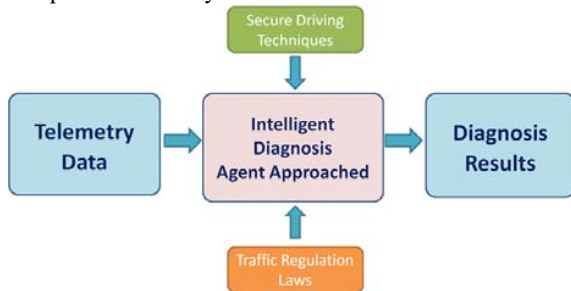 Secure Driving
Techniques
Telemetry
Data
Intelligent
Diagnosis
Agent Approached
Diagnosis
Results
Traffic Regulation
Laws